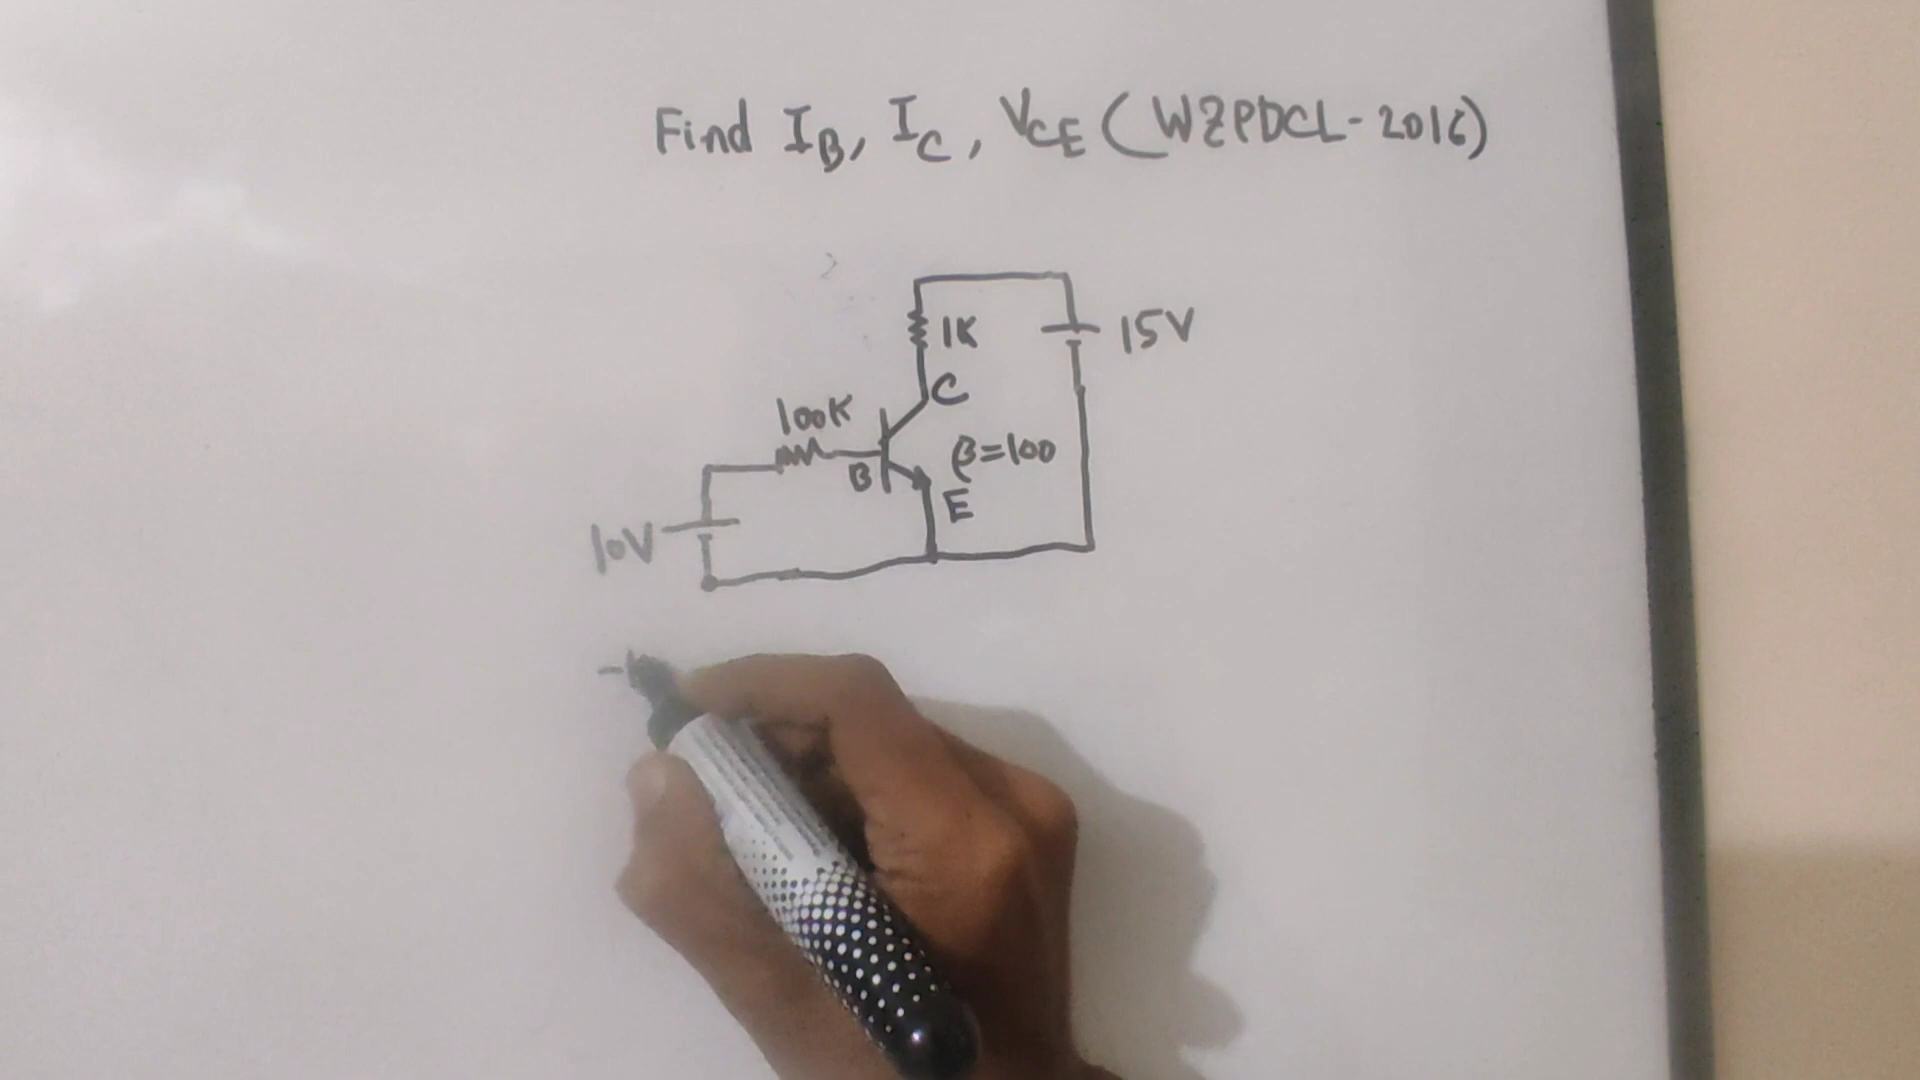 Find I_B, I_C, V_CE (WZPDCL-2016)
1K
15V
C
100K
B
β=100
E
10V